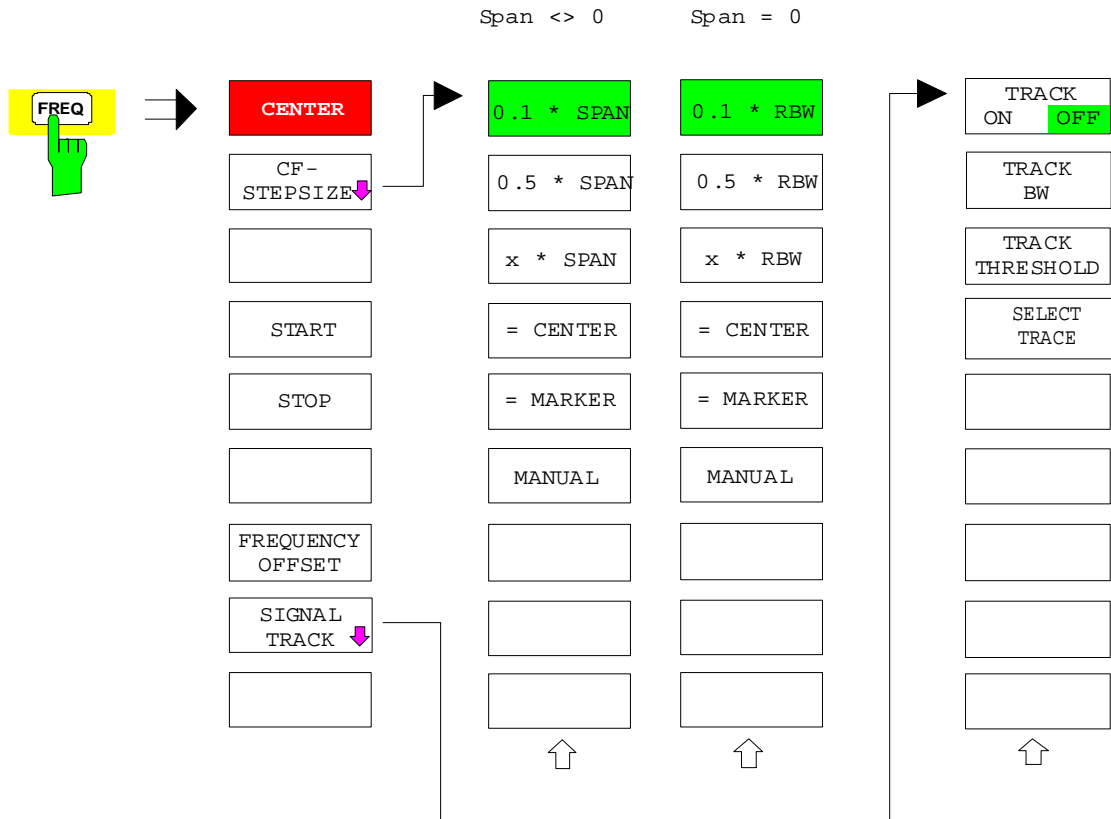 Span <> 0
Span = 0
FREQ
CENTER
CF-
STEPSIZE
START
STOP
FREQUENCY
OFFSET
SIGNAL
TRACK
0.1 * SPAN
0.5 * SPAN
x * SPAN
= CENTER
= MARKER
MANUAL
0.1 * RBW
0.5 * RBW
x * RBW
= CENTER
= MARKER
MANUAL
TRACK
ON OFF
TRACK
BW
TRACK
THRESHOLD
SELECT
TRACE